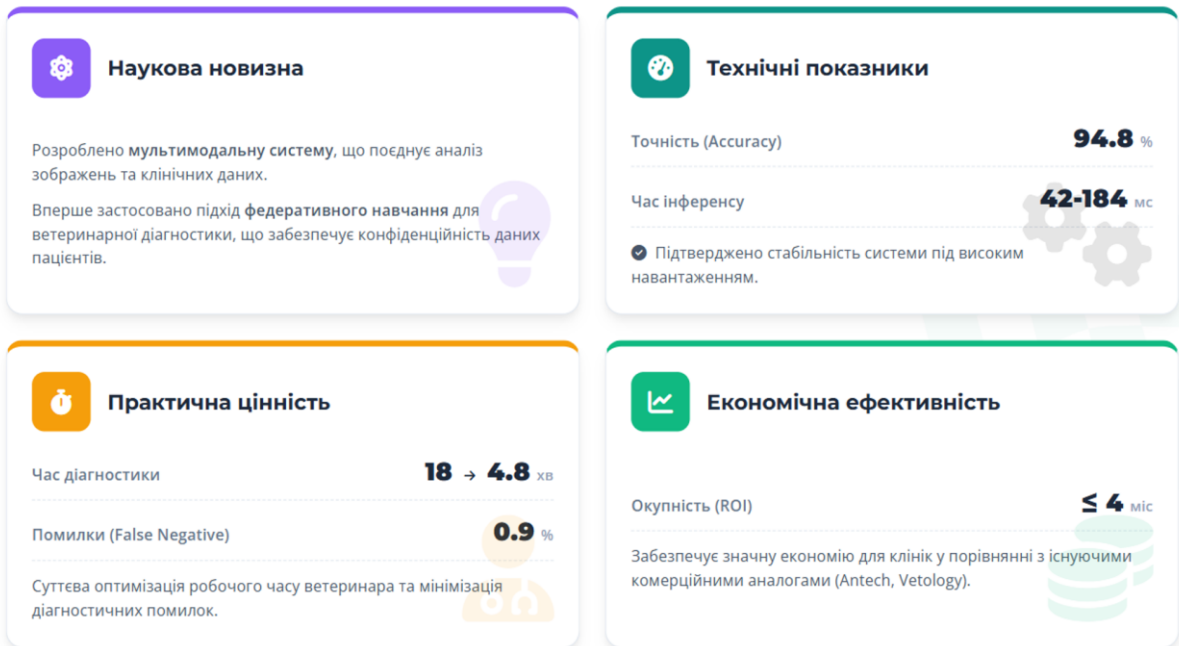 Наукова новизна
Розроблено мультимодальну систему, що поєднує аналіз
зображень та клінічних даних.
Вперше застосовано підхід федеративного навчання для
ветеринарної діагностики, що забезпечує конфіденційність даних
пацієнтів.
Технічні показники
Точність (Accuracy) 94.8 %
Час інференсу 42-184 мс
Підтверджено стабільність системи під високим
навантаженням.
Практична цінність
Час діагностики 18 → 4.8 хв
Помилки (False Negative) 0.9 %
Суттєва оптимізація робочого часу ветеринара та мінімізація
діагностичних помилок.
Економічна ефективність
Окупність (ROI) ≤ 4 міс
Забезпечує значну економію для клінік у порівнянні з існуючими
комерційними аналогами (Antech, Vetology).